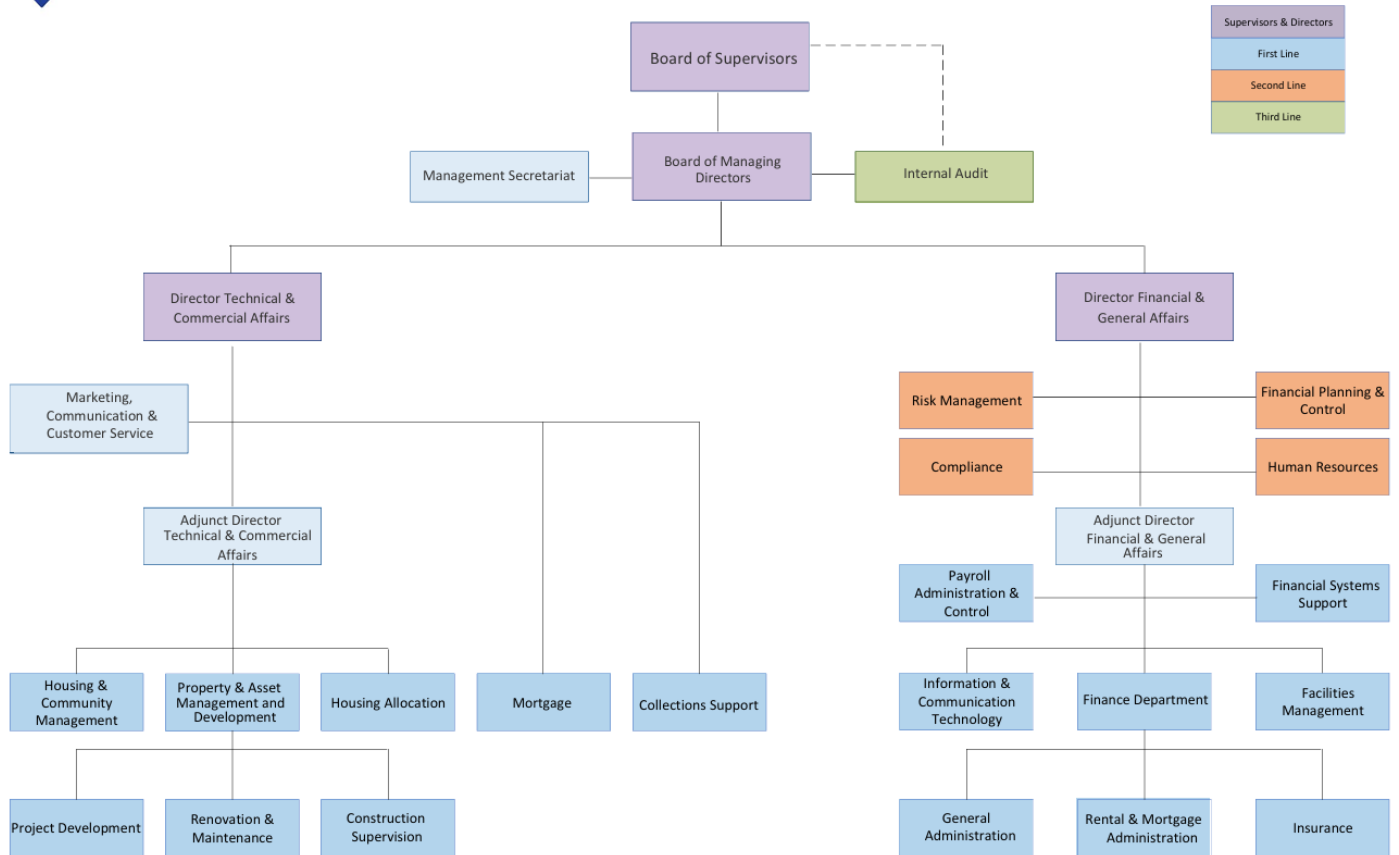 Supervisors & Directors
First Line
Second Line
Third Line
Board of Supervisors
Management Secretariat
Board of Managing
Directors
Internal Audit
Director Technical &
Commercial Affairs
Director Financial &
General Affairs
Marketing,
Communication &
Customer Service
Risk Management
Financial Planning &
Control
Compliance
Human Resources
Adjunct Director
Technical & Commercial
Affairs
Adjunct Director
Financial & General
Affairs
Payroll
Administration &
Control
Financial Systems
Support
Housing &
Community
Management
Property & Asset
Management and
Development
Housing Allocation
Mortgage
Collections Support
Information &
Communication
Technology
Finance Department
Facilities
Management
Project Development
Renovation &
Maintenance
Construction
Supervision
General
Administration
Rental & Mortgage
Administration
Insurance